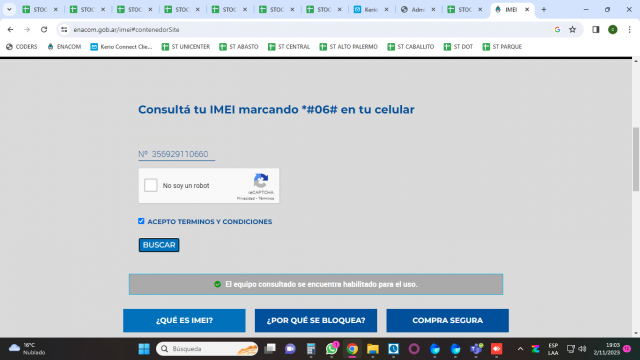 STOC
STOC
STOC
STOC
STOC
STOC
Kerio
Admi
STOC
IMEI
enacom.gob.ar/imei#contenedorSite
CODERS
ENACOM
Kerio Connect Clie...
ST UNICENTER
ST ABASTO
ST CENTRAL
ST ALTO PALERMO
ST CABALLITO
ST DOT
ST PARQUE
Consultá tu IMEI marcando *#06# en tu celular
Nº 356929110660
No soy un robot
reCAPTCHA
Privacidad - Términos
ACEPTO TERMINOS Y CONDICIONES
BUSCAR
El equipo consultado se encuentra habilitado para el uso.
¿QUÉ ES IMEI?
¿POR QUÉ SE BLOQUEA?
COMPRA SEGURA
16°C
Nublado
Búsqueda
ESP
LAA
19:03
2/11/2023